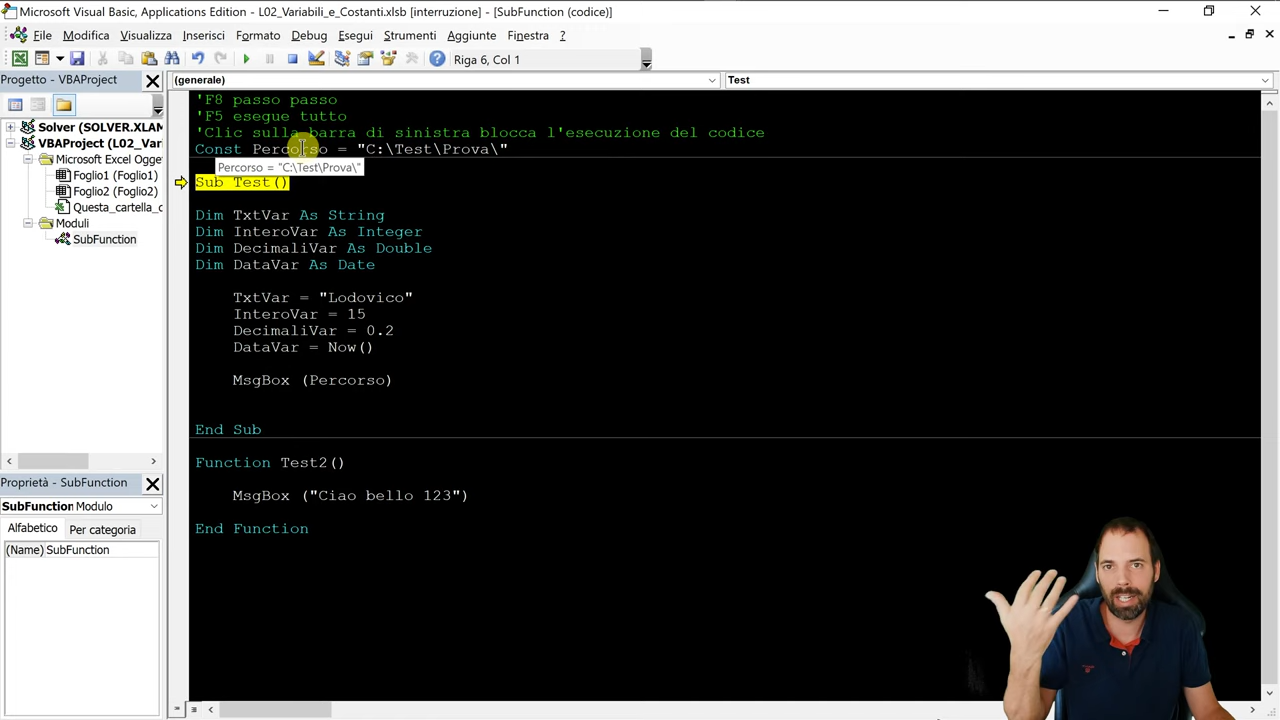 Microsoft Visual Basic, Applications Edition - L02_Variabili_e_Costanti.xlsb [interruzione] - [SubFunction (codice)]
File Modifica Visualizza Inserisci Formato Debug Esegui Strumenti Aggiunte Finestra ?
Riga 6, Col 1
Progetto - VBAProject
(generale)
Test
Solver (SOLVER.XLAM
VBAProject (L02_Var
Microsoft Excel Ogge
Foglio1 (Foglio1)
Foglio2 (Foglio2)
Questa_cartella_c
Moduli
SubFunction
Proprietà - SubFunction
SubFunction Modulo
Alfabetico
Per categoria
(Name) SubFunction
'F8 passo passo
'F5 esegue tutto
'Clic sulla barra di sinistra blocca l'esecuzione del codice
Const Percorso = "C:\Test\Prova\"
Percorso = "C:\Test\Prova\"
Sub Test()
Dim TxtVar As String
Dim InteroVar As Integer
Dim DecimaliVar As Double
Dim DataVar As Date
TxtVar = "Lodovico"
InteroVar = 15
DecimaliVar = 0.2
DataVar = Now()
MsgBox (Percorso)
End Sub
Function Test2()
MsgBox ("Ciao bello 123")
End Function